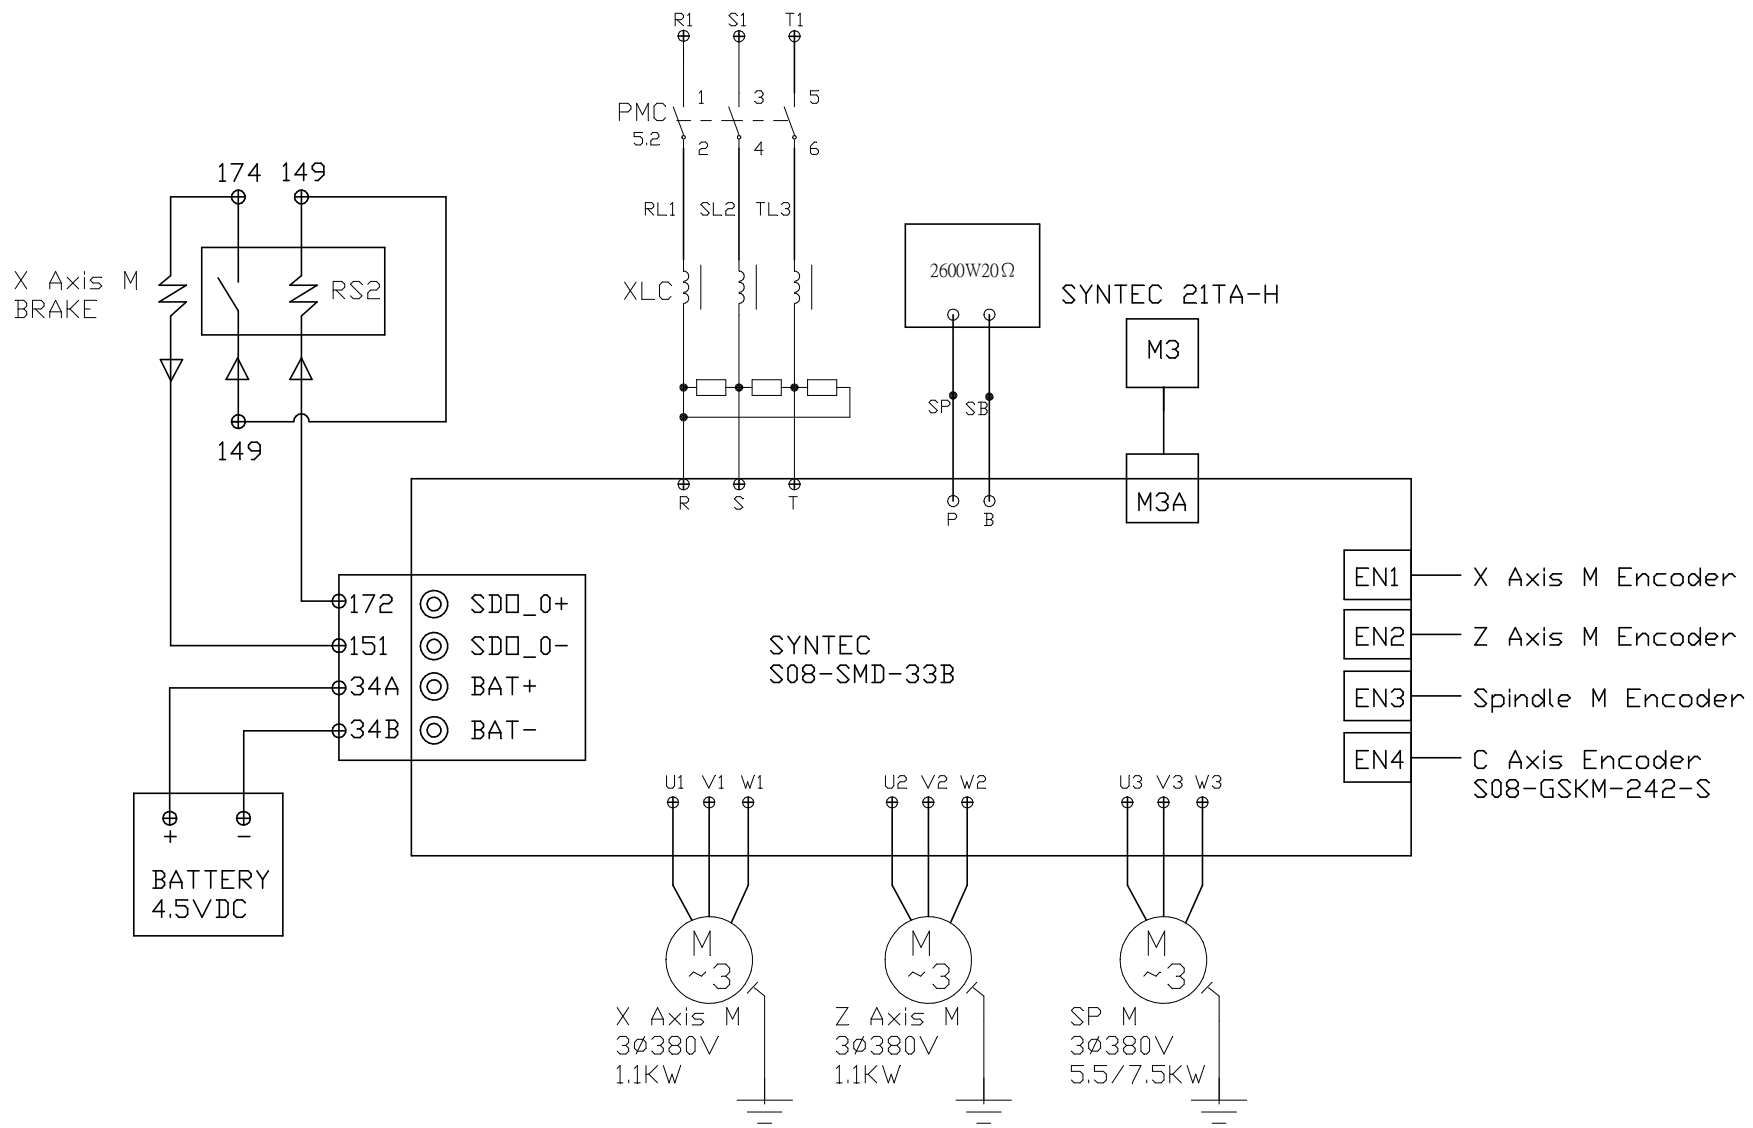 R1 S1 T1
1 3 5
PMC
5.2
2 4 6
174 149
RL1 SL2 TL3
X Axis M
BRAKE
RS2
XLC
2600W20Ω
SYNTEC 21TA-H
M3
SP SB
149
R S T
P B
M3A
172 SDO_0+
151 SDO_0-
34A BAT+
34B BAT-
SYNTEC
S08-SMD-33B
EN1 X Axis M Encoder
EN2 Z Axis M Encoder
EN3 Spindle M Encoder
EN4 C Axis Encoder
S08-GSKM-242-S
U1 V1 W1
U2 V2 W2
U3 V3 W3
+ -
BATTERY
4.5VDC
M
~3
M
~3
M
~3
X Axis M
3ø380V
1.1KW
Z Axis M
3ø380V
1.1KW
SP M
3ø380V
5.5/7.5KW